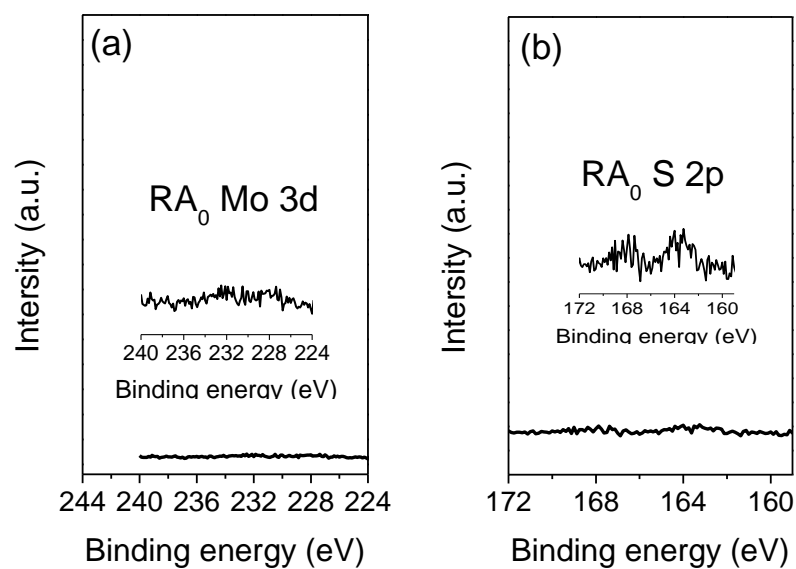 (a)
Intersity (a.u.)
RA0 Mo 3d
240 236 232 228 224
Binding energy (eV)
244 240 236 232 228 224
Binding energy (eV)
(b)
Intersity (a.u.)
RA0 S 2p
172 168 164 160
Binding energy (eV)
172 168 164 160
Binding energy (eV)